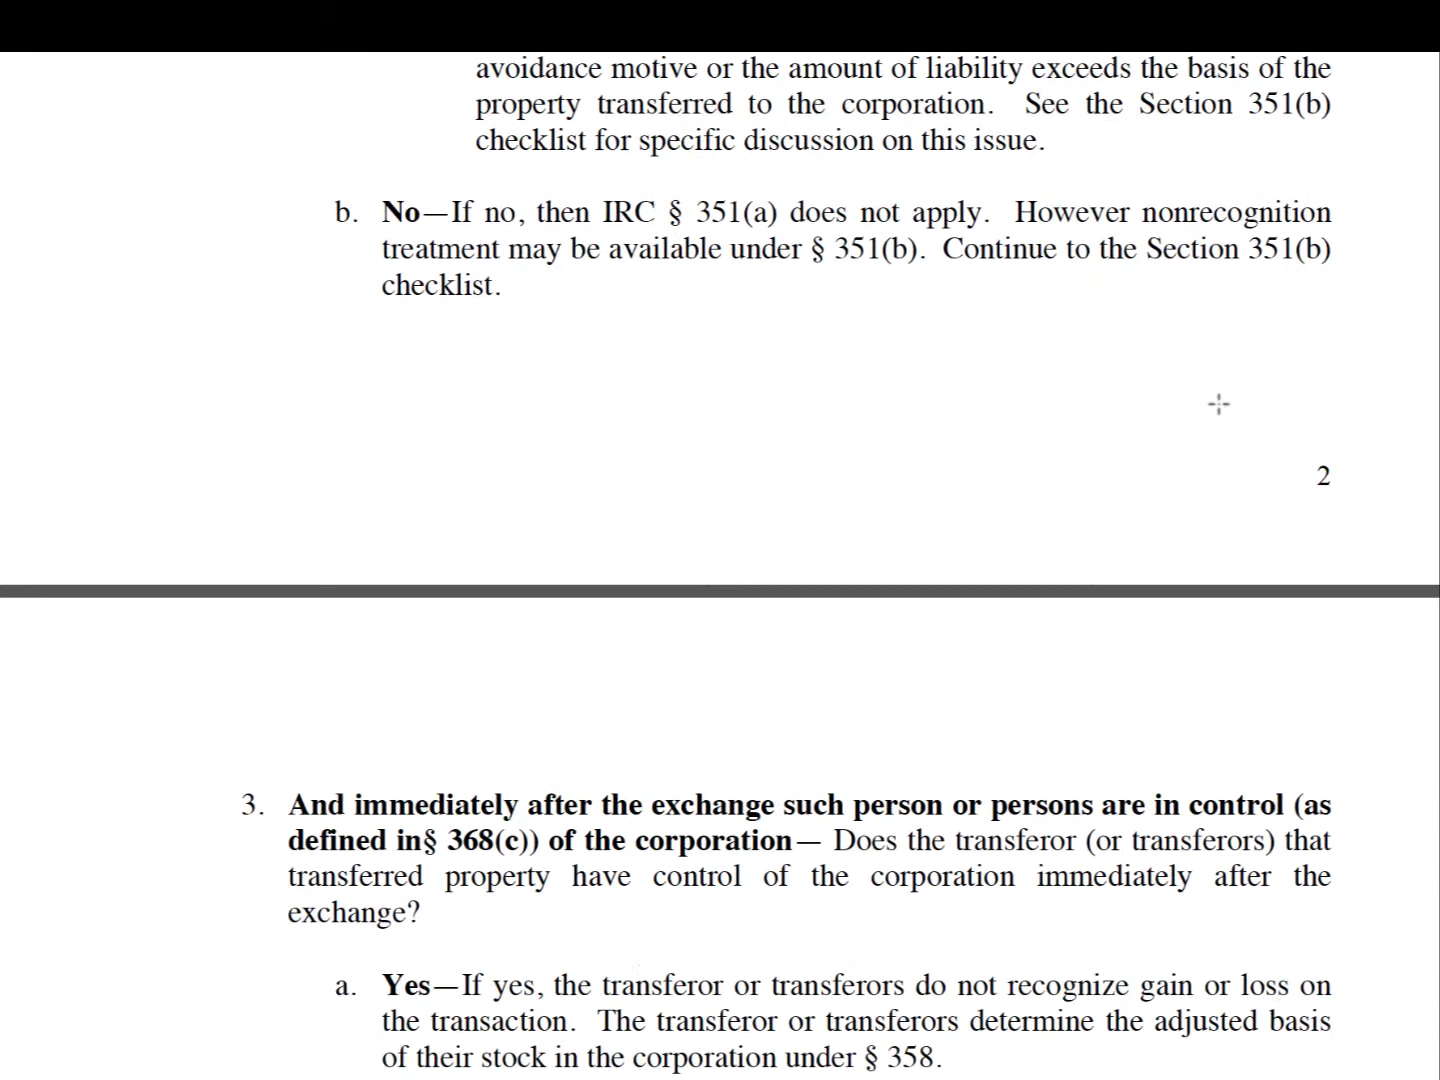 avoidance motive or the amount of liability exceeds the basis of the
property transferred to the corporation. See the Section 351(b)
checklist for specific discussion on this issue.
b. No—If no, then IRC § 351(a) does not apply. However nonrecognition
treatment may be available under § 351(b). Continue to the Section 351(b)
checklist.
2
3. And immediately after the exchange such person or persons are in control (as
defined in§ 368(c)) of the corporation— Does the transferor (or transferors) that
transferred property have control of the corporation immediately after the
exchange?
a. Yes—If yes, the transferor or transferors do not recognize gain or loss on
the transaction. The transferor or transferors determine the adjusted basis
of their stock in the corporation under § 358.